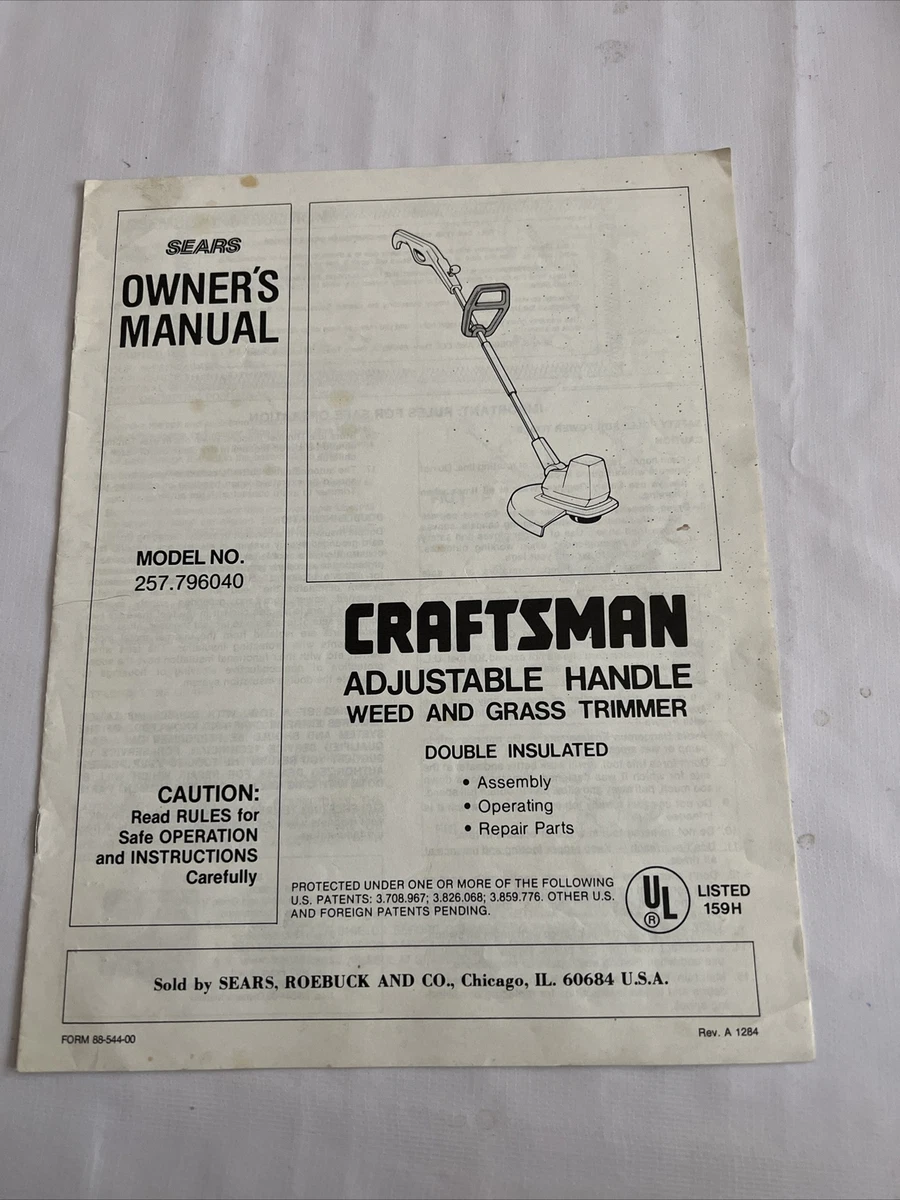 SEARS
OWNER'S
MANUAL
MODEL NO.
257.796040
CAUTION:
Read RULES for
Safe OPERATION
and INSTRUCTIONS
Carefully
CRAFTSMAN
ADJUSTABLE HANDLE
WEED AND GRASS TRIMMER
DOUBLE INSULATED
• Assembly
• Operating
• Repair Parts
PROTECTED UNDER ONE OR MORE OF THE FOLLOWING
U.S. PATENTS: 3.708.967; 3.826.068; 3.859.776. OTHER U.S.
AND FOREIGN PATENTS PENDING.
UL
®
LISTED
159H
Sold by SEARS, ROEBUCK AND CO., Chicago, IL. 60684 U.S.A.
FORM 88-544-00
Rev. A 1284